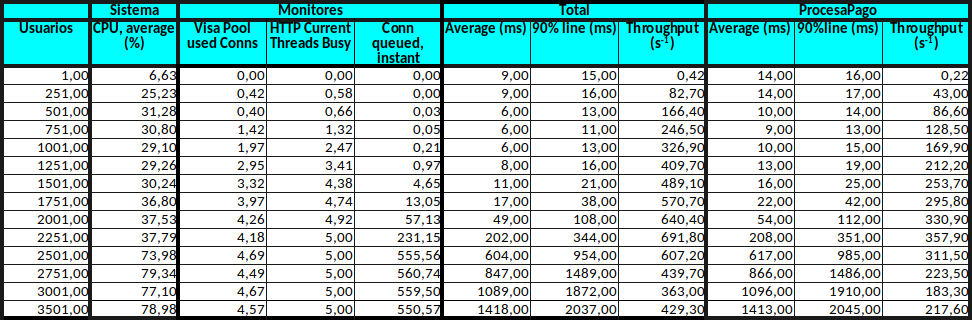 Sistema Monitores Total ProcesaPago
Usuarios CPU, average (%) Visa Pool used Conns HTTP Current Threads Busy Conn queued, instant Average (ms) 90% line (ms) Throughput (s-1) Average (ms) 90%line (ms) Throughput (s-1)
1,00 6,63 0,00 0,00 0,00 9,00 15,00 0,42 14,00 16,00 0,22
251,00 25,23 0,42 0,58 0,00 9,00 16,00 82,70 14,00 17,00 43,00
501,00 31,28 0,40 0,66 0,03 6,00 13,00 166,40 10,00 14,00 86,60
751,00 30,80 1,42 1,32 0,05 6,00 11,00 246,50 9,00 13,00 128,50
1001,00 29,10 1,97 2,47 0,21 6,00 13,00 326,90 10,00 15,00 169,90
1251,00 29,26 2,95 3,41 0,97 8,00 16,00 409,70 13,00 19,00 212,20
1501,00 30,24 3,32 4,38 4,65 11,00 21,00 489,10 16,00 25,00 253,70
1751,00 36,80 3,97 4,74 13,05 17,00 38,00 570,70 22,00 42,00 295,80
2001,00 37,53 4,26 4,92 57,13 49,00 108,00 640,40 54,00 112,00 330,90
2251,00 37,79 4,18 5,00 231,15 202,00 344,00 691,80 208,00 351,00 357,90
2501,00 73,98 4,69 5,00 555,56 604,00 954,00 607,20 617,00 985,00 311,50
2751,00 79,34 4,49 5,00 560,74 847,00 1489,00 439,70 866,00 1486,00 223,50
3001,00 77,10 4,67 5,00 559,50 1089,00 1872,00 363,00 1096,00 1910,00 183,30
3501,00 78,98 4,57 5,00 550,57 1418,00 2037,00 429,30 1413,00 2045,00 217,60